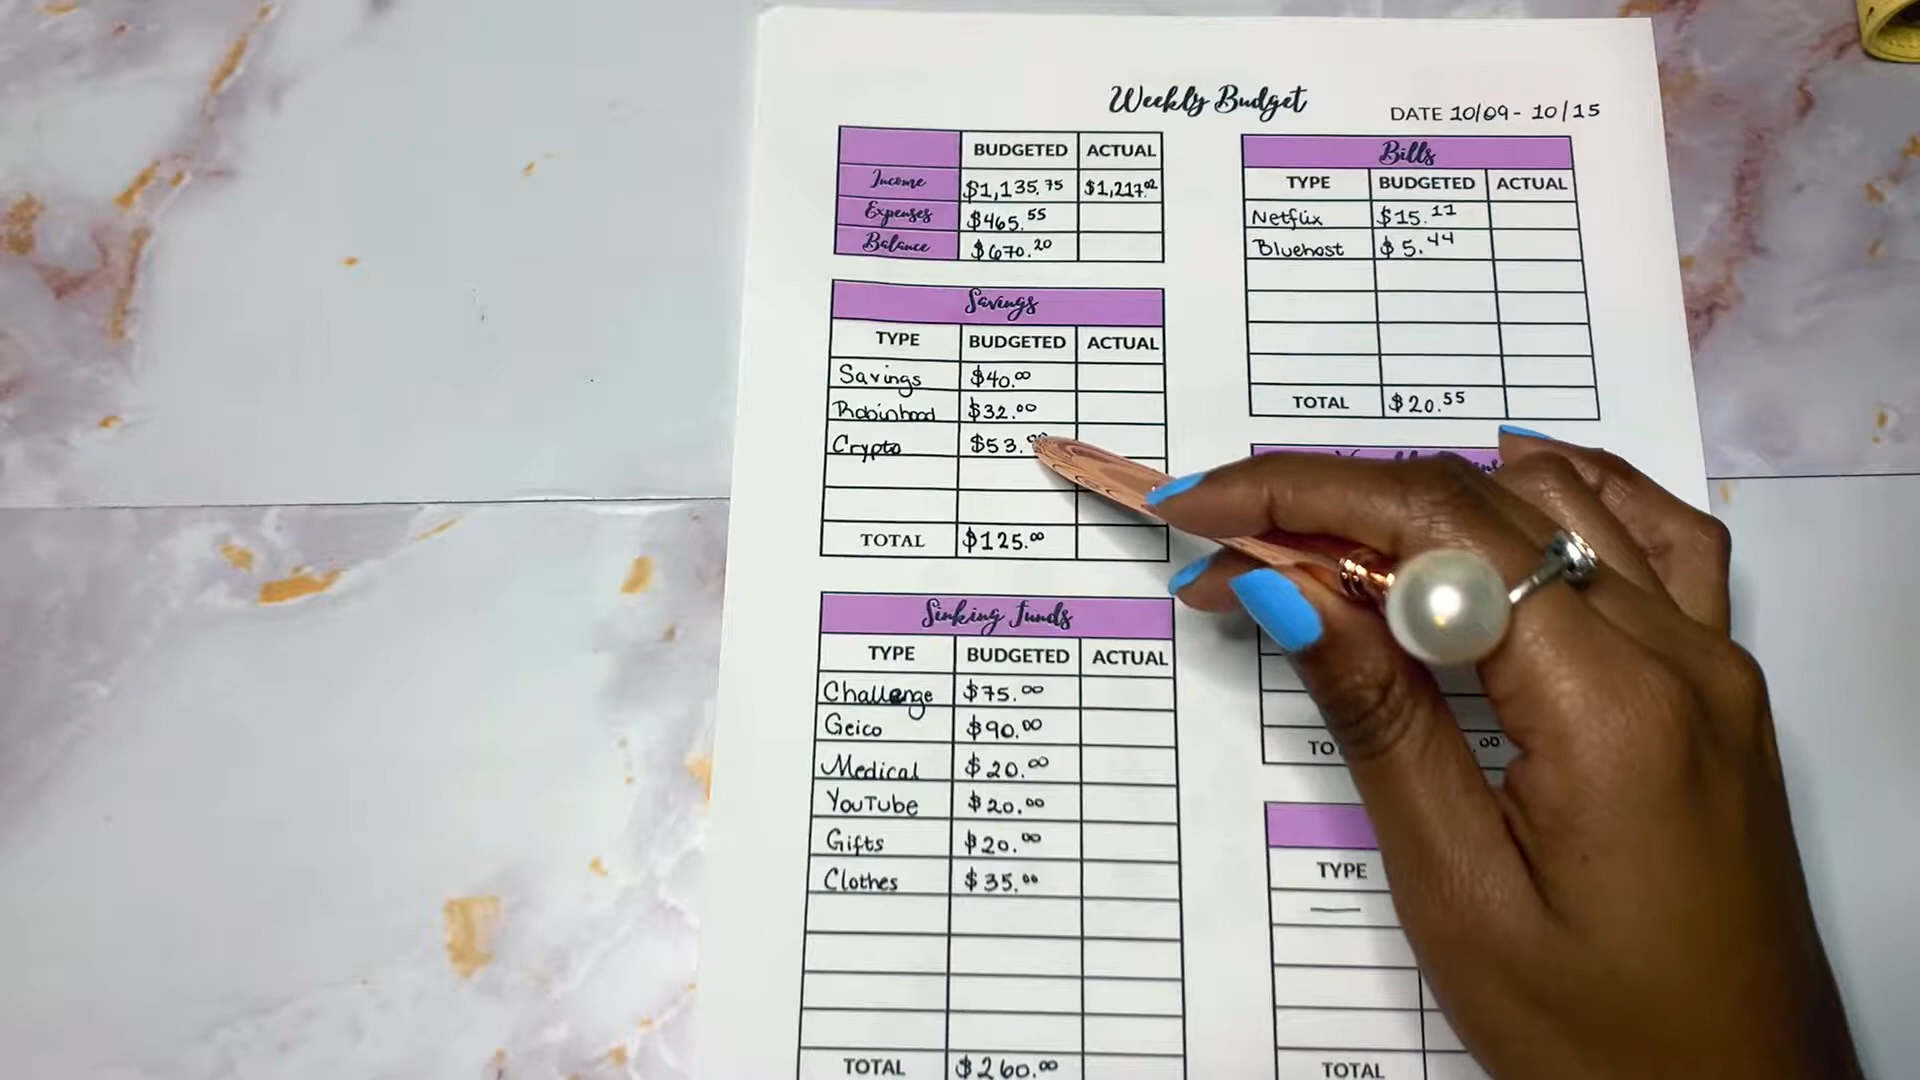 Weekly Budget
DATE 10/09 - 10/15
BUDGETED ACTUAL
Income $1,135.75 $1,217.02
Expenses $465.55
Balance $670.20
Savings
TYPE BUDGETED ACTUAL
Savings $40.00
Robinhood $32.00
Crypto $53.00
TOTAL $125.00
Sinking Funds
TYPE BUDGETED ACTUAL
Challenge $75.00
Geico $90.00
Medical $20.00
YouTube $20.00
Gifts $20.00
Clothes $35.00
TOTAL $260.00
Bills
TYPE BUDGETED ACTUAL
Netflix $15.11
Bluehost $5.44
TOTAL $20.55
.00
TYPE
TOTAL